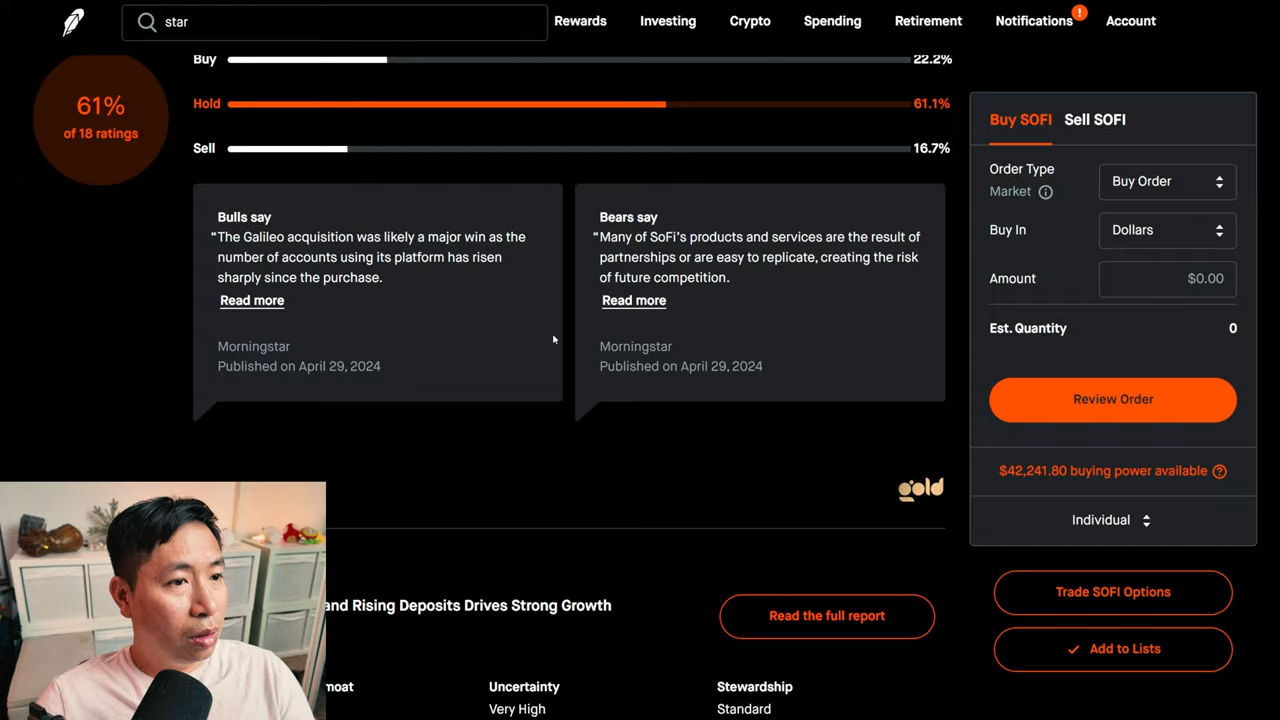 star
Rewards
Investing
Crypto
Spending
Retirement
Notifications
!
Account
61%
of 18 ratings
Buy
22.2%
Hold
61.1%
Sell
16.7%
Bulls say
“The Galileo acquisition was likely a major win as the
number of accounts using its platform has risen
sharply since the purchase.
Read more
Morningstar
Published on April 29, 2024
Bears say
“Many of SoFi’s products and services are the result of
partnerships or are easy to replicate, creating the risk
of future competition.
Read more
Morningstar
Published on April 29, 2024
gold
and Rising Deposits Drives Strong Growth
Read the full report
moat
Uncertainty
Very High
Stewardship
Standard
Buy SOFI
Sell SOFI
Order Type
Market
Buy Order
Buy In
Dollars
Amount
$0.00
Est. Quantity
0
Review Order
$42,241.80 buying power available
Individual
Trade SOFI Options
Add to Lists